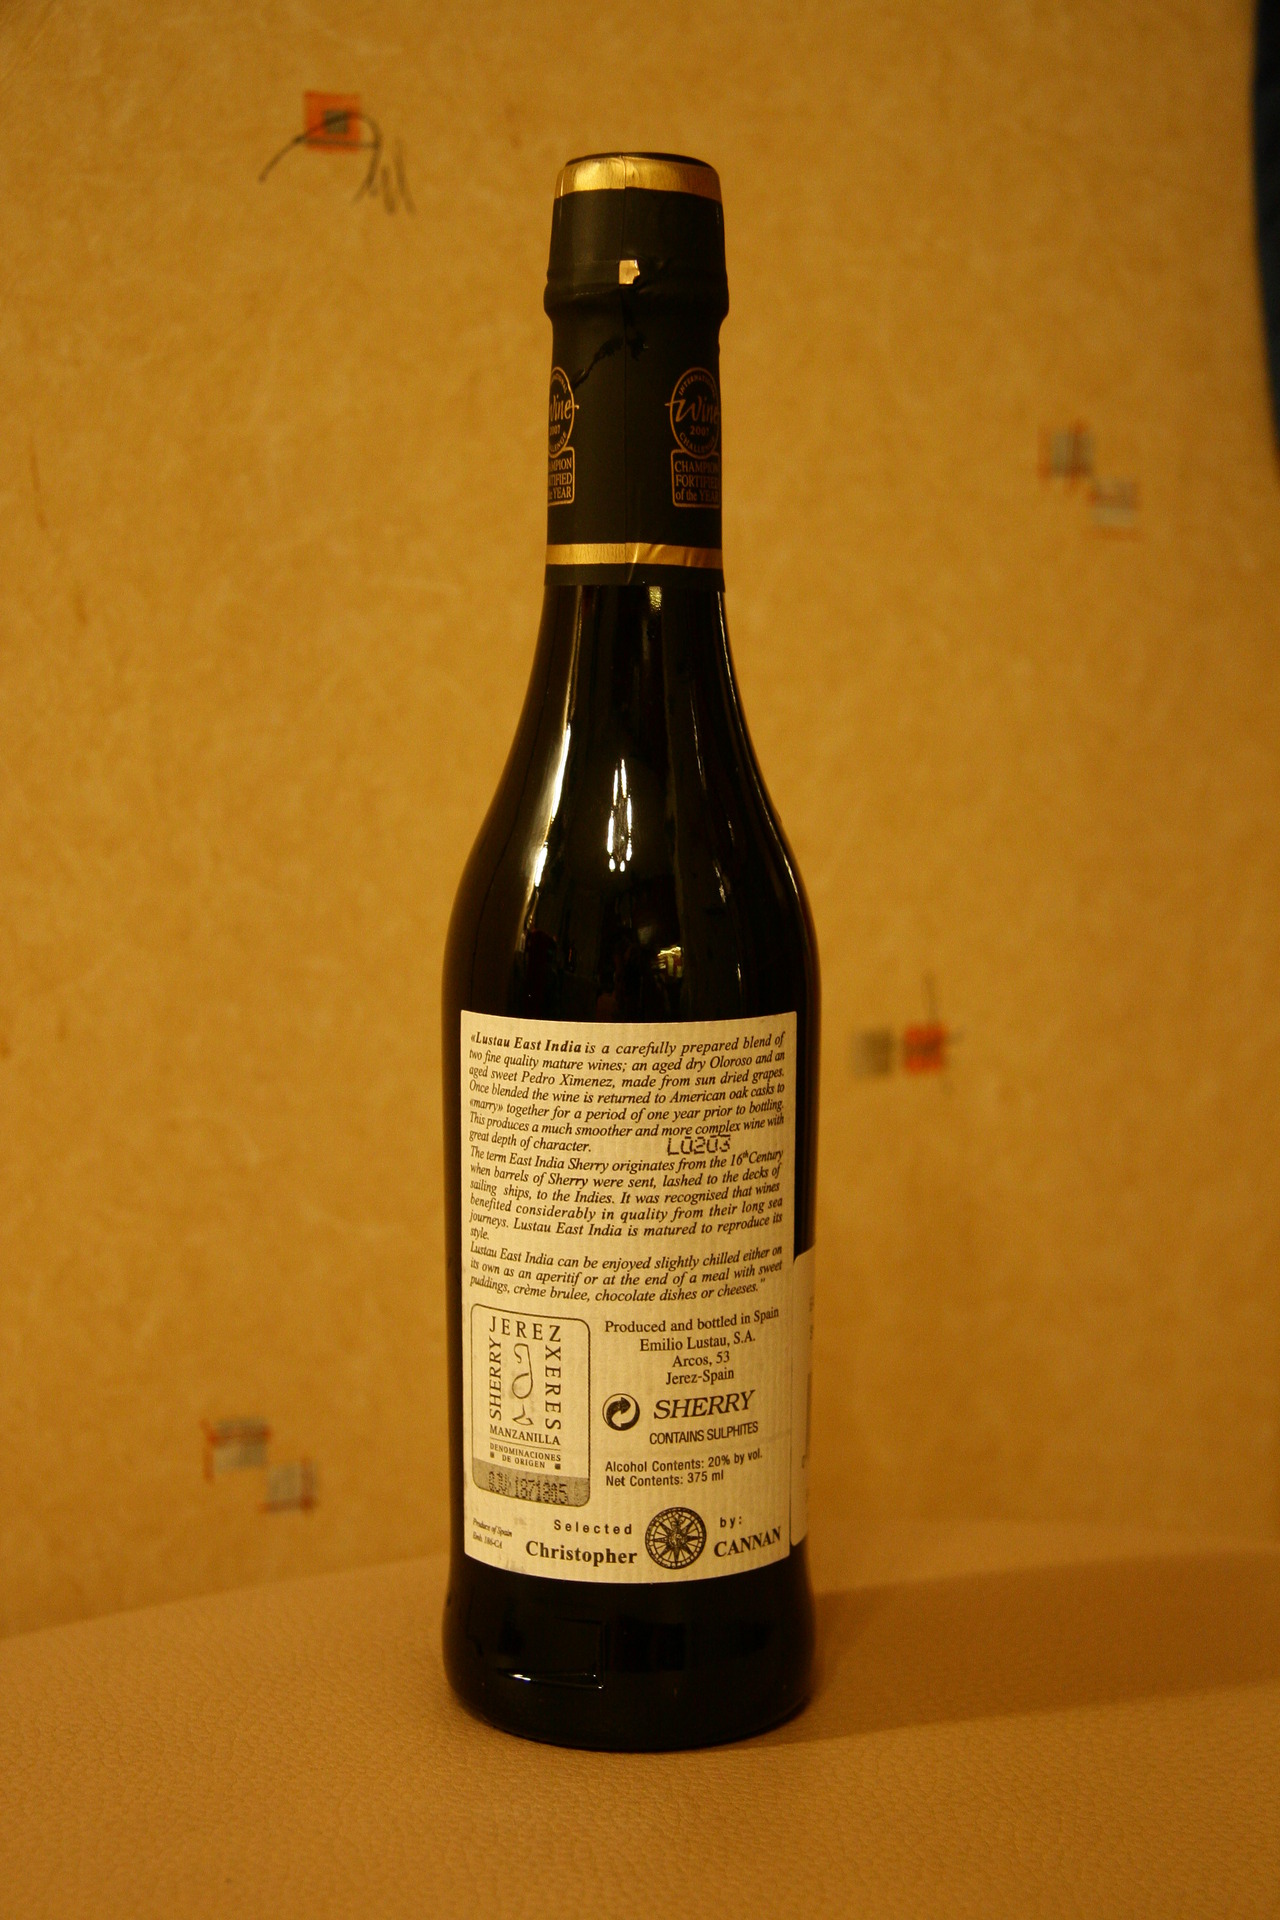 INTERNATIONAL
Wine
2007
CHALLENGE
CHAMPION
FORTIFIED
of the YEAR
«Lustau East India is a carefully prepared blend of
two fine quality mature wines; an aged dry Oloroso and an
aged sweet Pedro Ximenez, made from sun dried grapes.
Once blended the wine is returned to American oak casks to
«marry» together for a period of one year prior to bottling.
This produces a much smoother and more complex wine with
great depth of character.
L0203
The term East India Sherry originates from the 16th Century
when barrels of Sherry were sent, lashed to the decks of
sailing ships, to the Indies. It was recognised that wines
benefited considerably in quality from their long sea
journeys. Lustau East India is matured to reproduce its
style.
Lustau East India can be enjoyed slightly chilled either on
its own as an aperitif or at the end of a meal with sweet
puddings, crème brulee, chocolate dishes or cheeses."
JEREZ
XERES
SHERRY
MANZANILLA
DENOMINACIONES
DE ORIGEN
Produced and bottled in Spain
Emilio Lustau, S.A.
Arcos, 53
Jerez-Spain
SHERRY
CONTAINS SULPHITES
Alcohol Contents: 20% by vol.
Net Contents: 375 ml
Produce of Spain
Selected by:
Christopher CANNAN